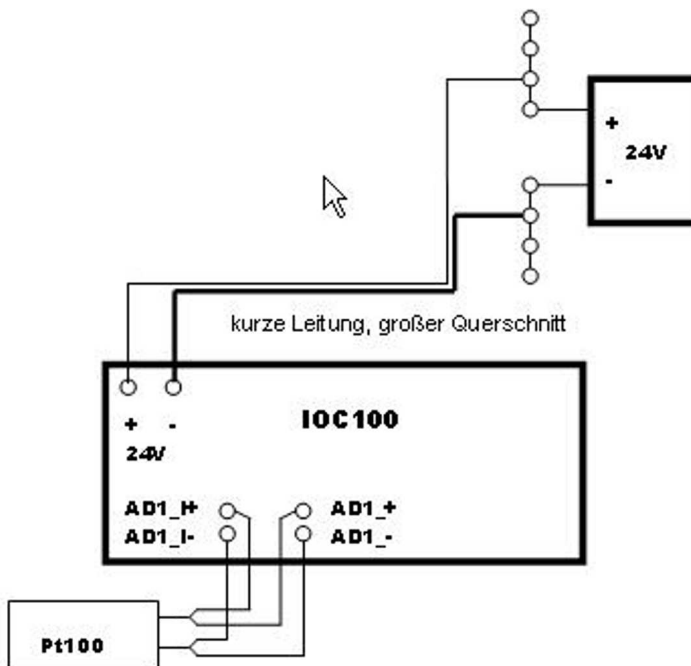 +
24V
-
kurze Leitung, großer Querschnitt
IOC100
+ -
24V
AD1_I+ AD1_+
AD1_I- AD1_-
Pt100